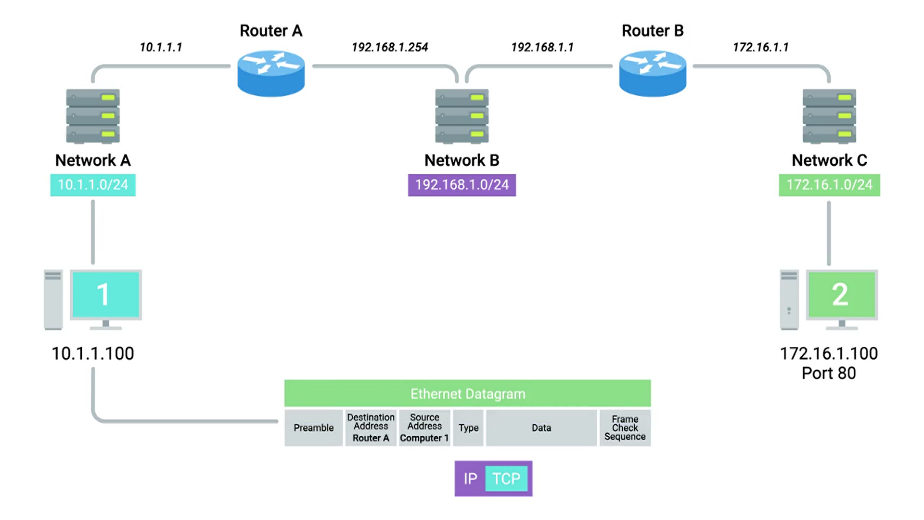 Router A
Router B
10.1.1.1
192.168.1.254
192.168.1.1
172.16.1.1
Network A
Network B
Network C
10.1.1.0/24
192.168.1.0/24
172.16.1.0/24
1
2
10.1.1.100
172.16.1.100
Port 80
Ethernet Datagram
Preamble
Destination
Address
Router A
Source
Address
Computer 1
Type
Data
Frame
Check
Sequence
IP TCP